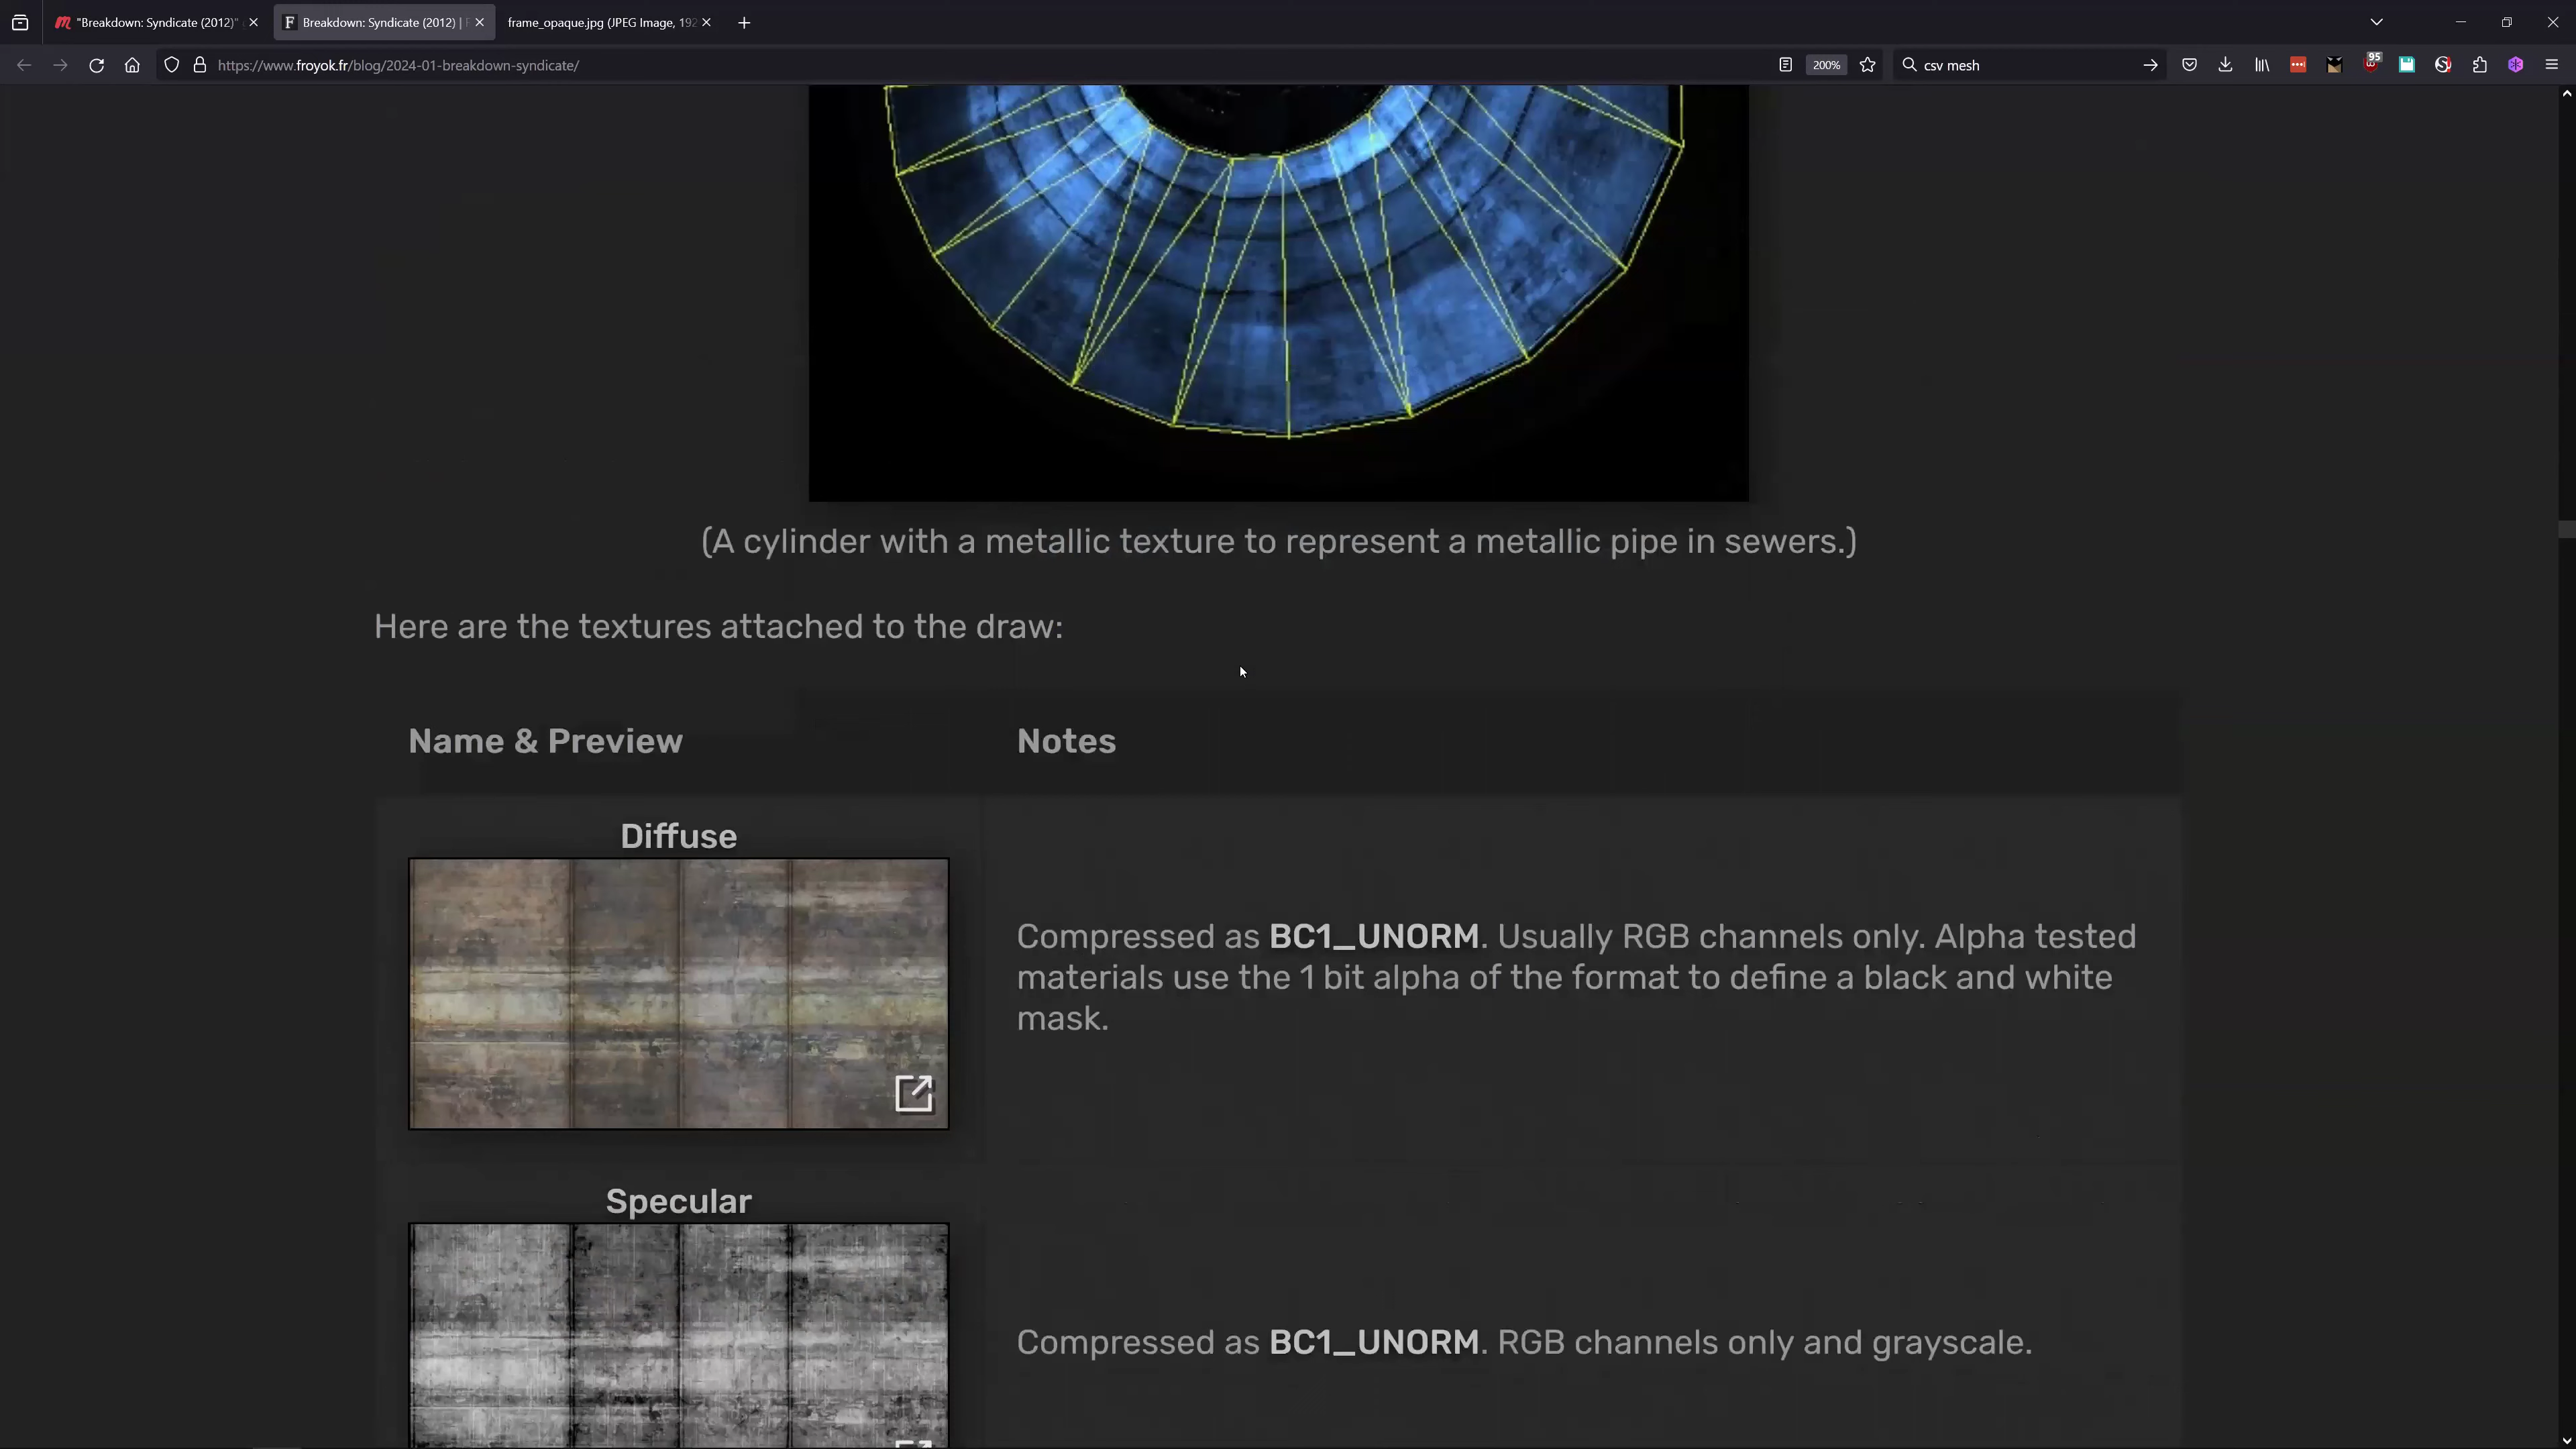 "Breakdown: Syndicate (2012)"
Breakdown: Syndicate (2012) |
frame_opaque.jpg (JPEG Image, 192
https://www.froyok.fr/blog/2024-01-breakdown-syndicate/
200%
csv mesh
95
(A cylinder with a metallic texture to represent a metallic pipe in sewers.)
Here are the textures attached to the draw:
Name & Preview
Notes
Diffuse
Compressed as BC1_UNORM. Usually RGB channels only. Alpha tested
materials use the 1 bit alpha of the format to define a black and white
mask.
Specular
Compressed as BC1_UNORM. RGB channels only and grayscale.